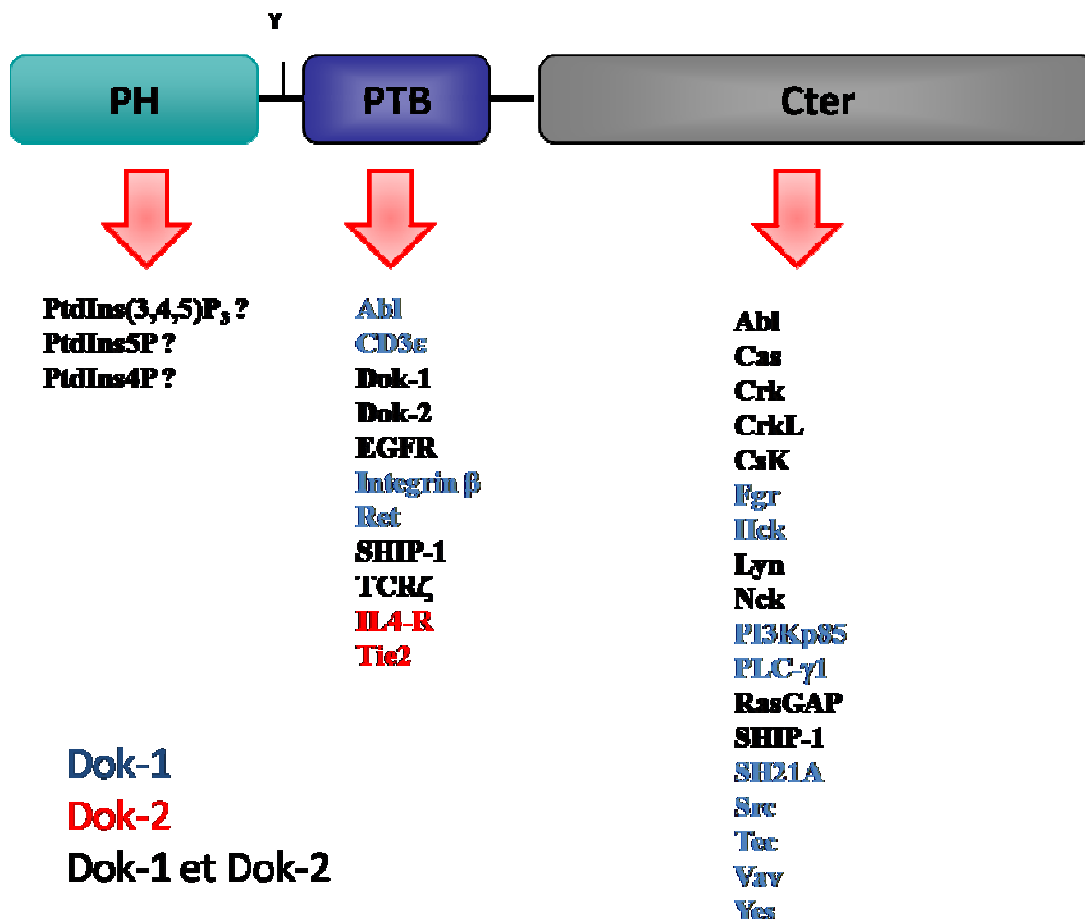 Y
PH
PTB
Cter
PtdIns(3,4,5)P₃ ?
PtdIns5P ?
PtdIns4P ?
Abl
CD3ε
Dok-1
Dok-2
EGFR
Integrin β
Ret
SHIP-1
TCRζ
IL4-R
Tie2
Abl
Cas
Crk
CrkL
CsK
Fgr
Hck
Lyn
Nck
PI3Kp85
PLC-γ1
RasGAP
SHIP-1
SH21A
Src
Tec
Vav
Yes
Dok-1
Dok-2
Dok-1 et Dok-2